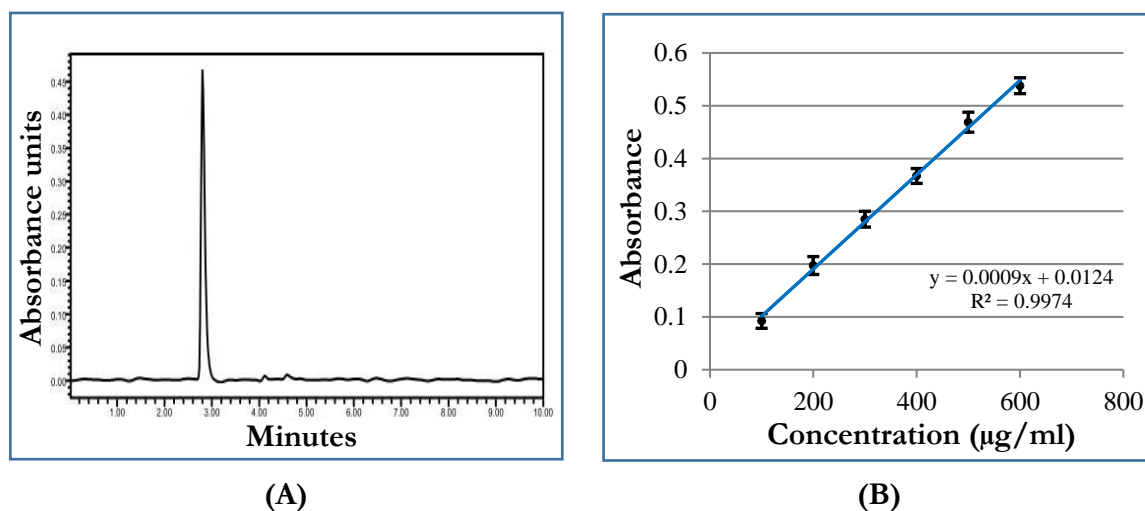 Absorbance units
0.45
0.40
0.35
0.30
0.25
0.20
0.15
0.10
0.05
0.00
1.00 2.00 3.00 4.00 5.00 6.00 7.00 8.00 9.00 10.00
Minutes
(A)
Absorbance
0.6
0.5
0.4
0.3
0.2
0.1
0
y = 0.0009x + 0.0124
R² = 0.9974
0 200 400 600 800
Concentration (µg/ml)
(B)